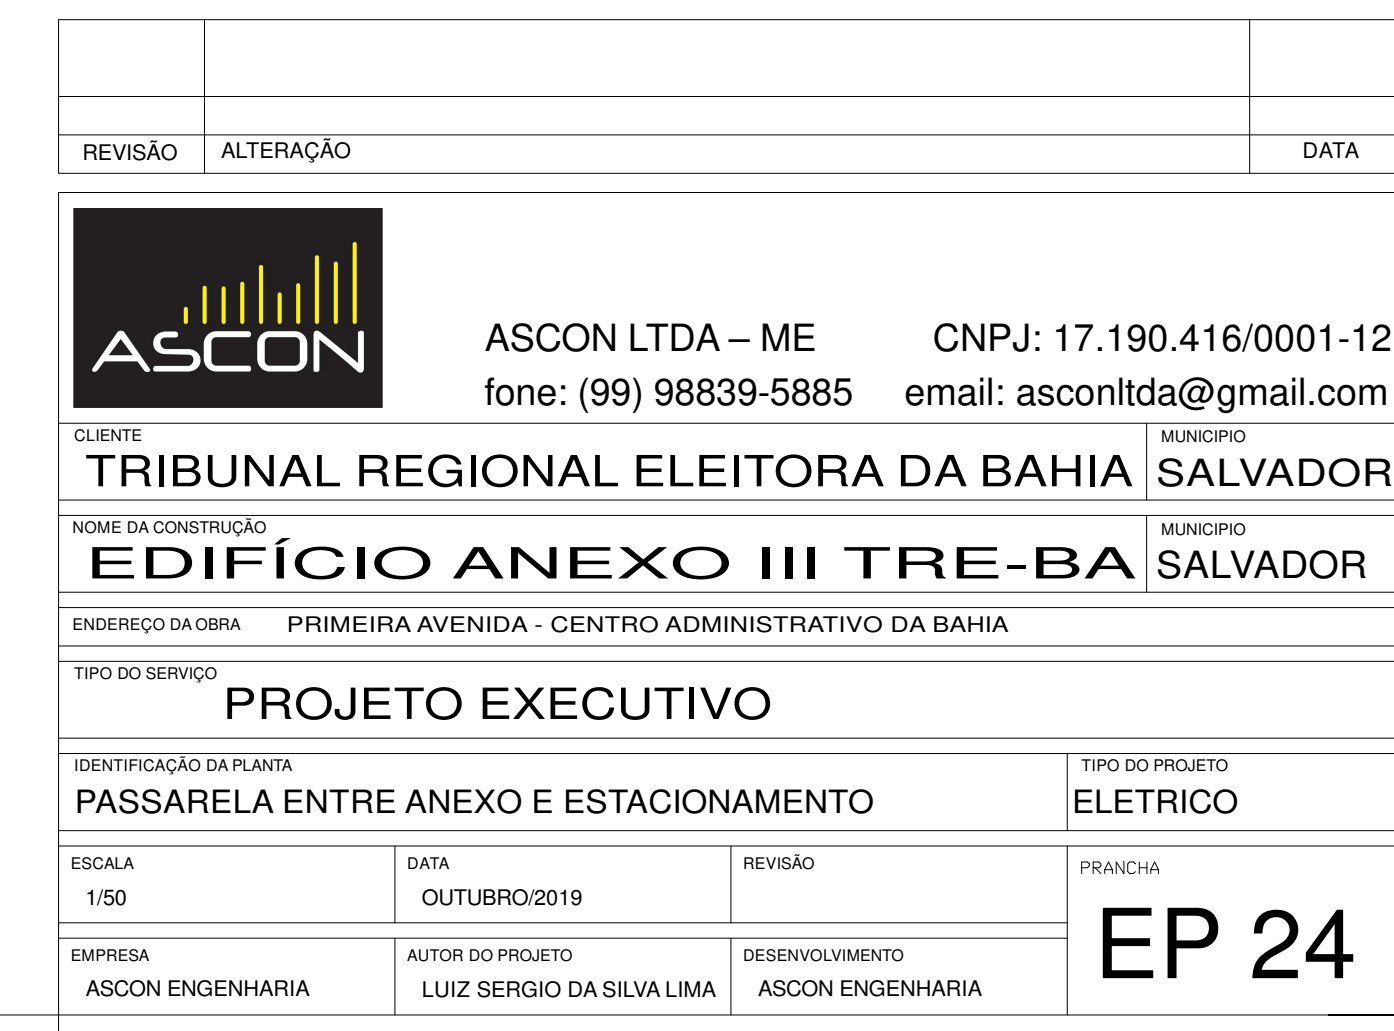 REVISÃO ALTERAÇÃO DATA
ASCON
ASCON LTDA – ME CNPJ: 17.190.416/0001-12
fone: (99) 98839-5885 email: asconltda@gmail.com
CLIENTE MUNICIPIO
TRIBUNAL REGIONAL ELEITORA DA BAHIA SALVADOR
NOME DA CONSTRUÇÃO MUNICIPIO
EDIFÍCIO ANEXO III TRE-BA SALVADOR
ENDEREÇO DA OBRA PRIMEIRA AVENIDA - CENTRO ADMINISTRATIVO DA BAHIA
TIPO DO SERVIÇO
PROJETO EXECUTIVO
IDENTIFICAÇÃO DA PLANTA TIPO DO PROJETO
PASSARELA ENTRE ANEXO E ESTACIONAMENTO ELETRICO
ESCALA DATA REVISÃO PRANCHA
1/50 OUTUBRO/2019
EP 24
EMPRESA AUTOR DO PROJETO DESENVOLVIMENTO
ASCON ENGENHARIA LUIZ SERGIO DA SILVA LIMA ASCON ENGENHARIA